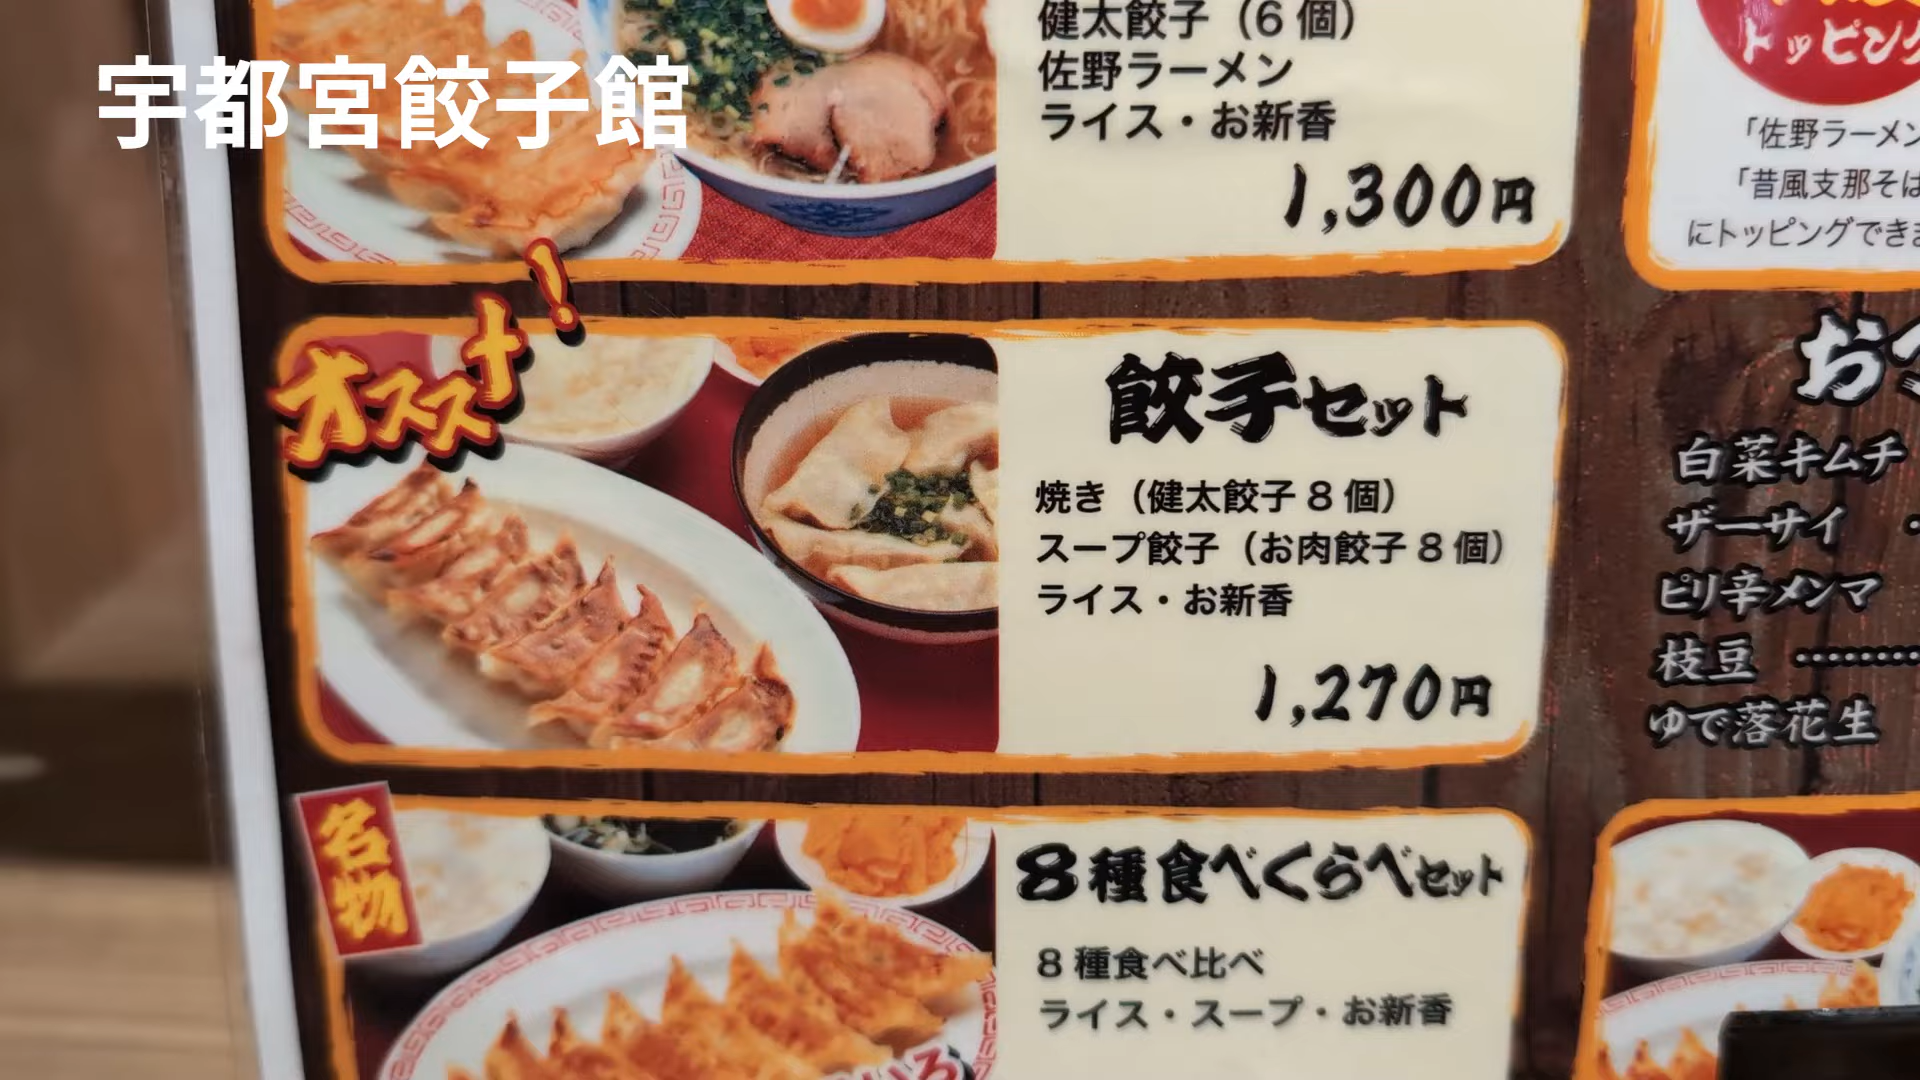 宇都宮餃子館
健太餃子（6個）
佐野ラーメン
ライス・お新香
1,300円
トッピング
「佐野ラーメン
「昔風支那そば
にトッピングでき
オススメ！
餃子セット
焼き（健太餃子8個）
スープ餃子（お肉餃子8個）
ライス・お新香
1,270円
お
白菜キムチ
ザーサイ
ピリ辛メンマ
枝豆
ゆで落花生
名物
8種食べくらべセット
8種食べ比べ
ライス・スープ・お新香